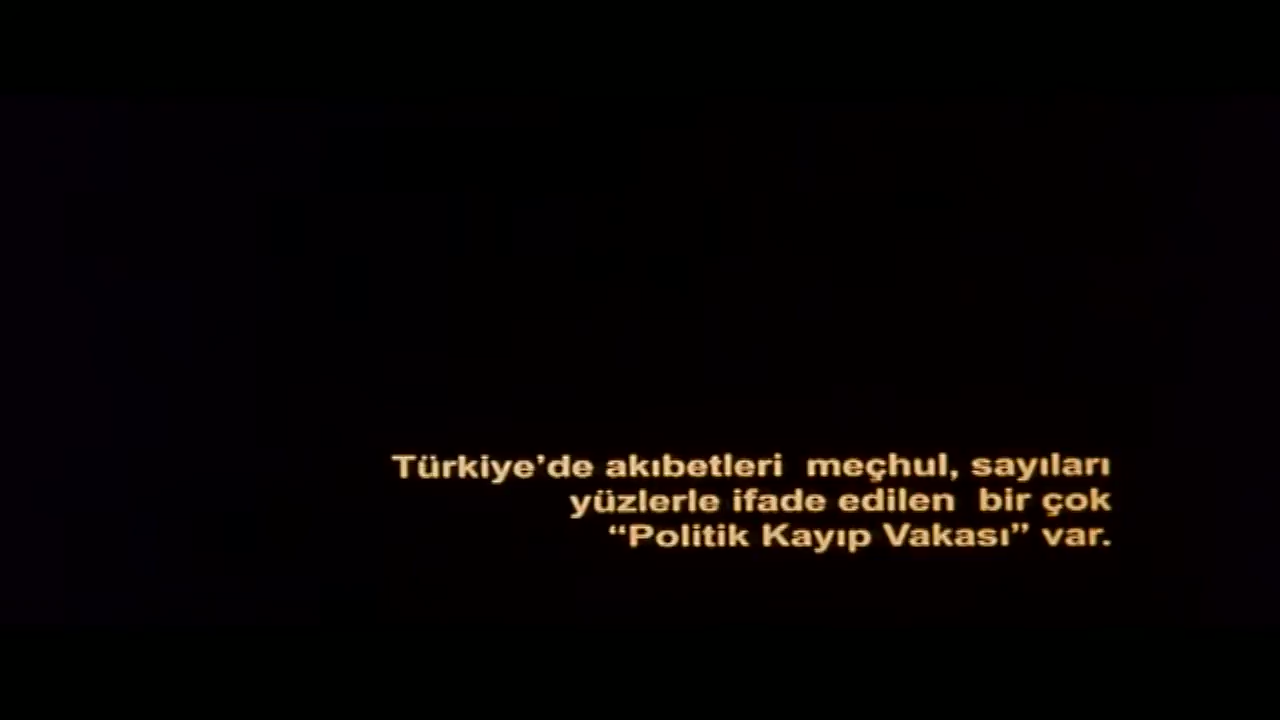 Türkiye’de akıbetleri meçhul, sayıları
yüzlerle ifade edilen bir çok
“Politik Kayıp Vakası” var.